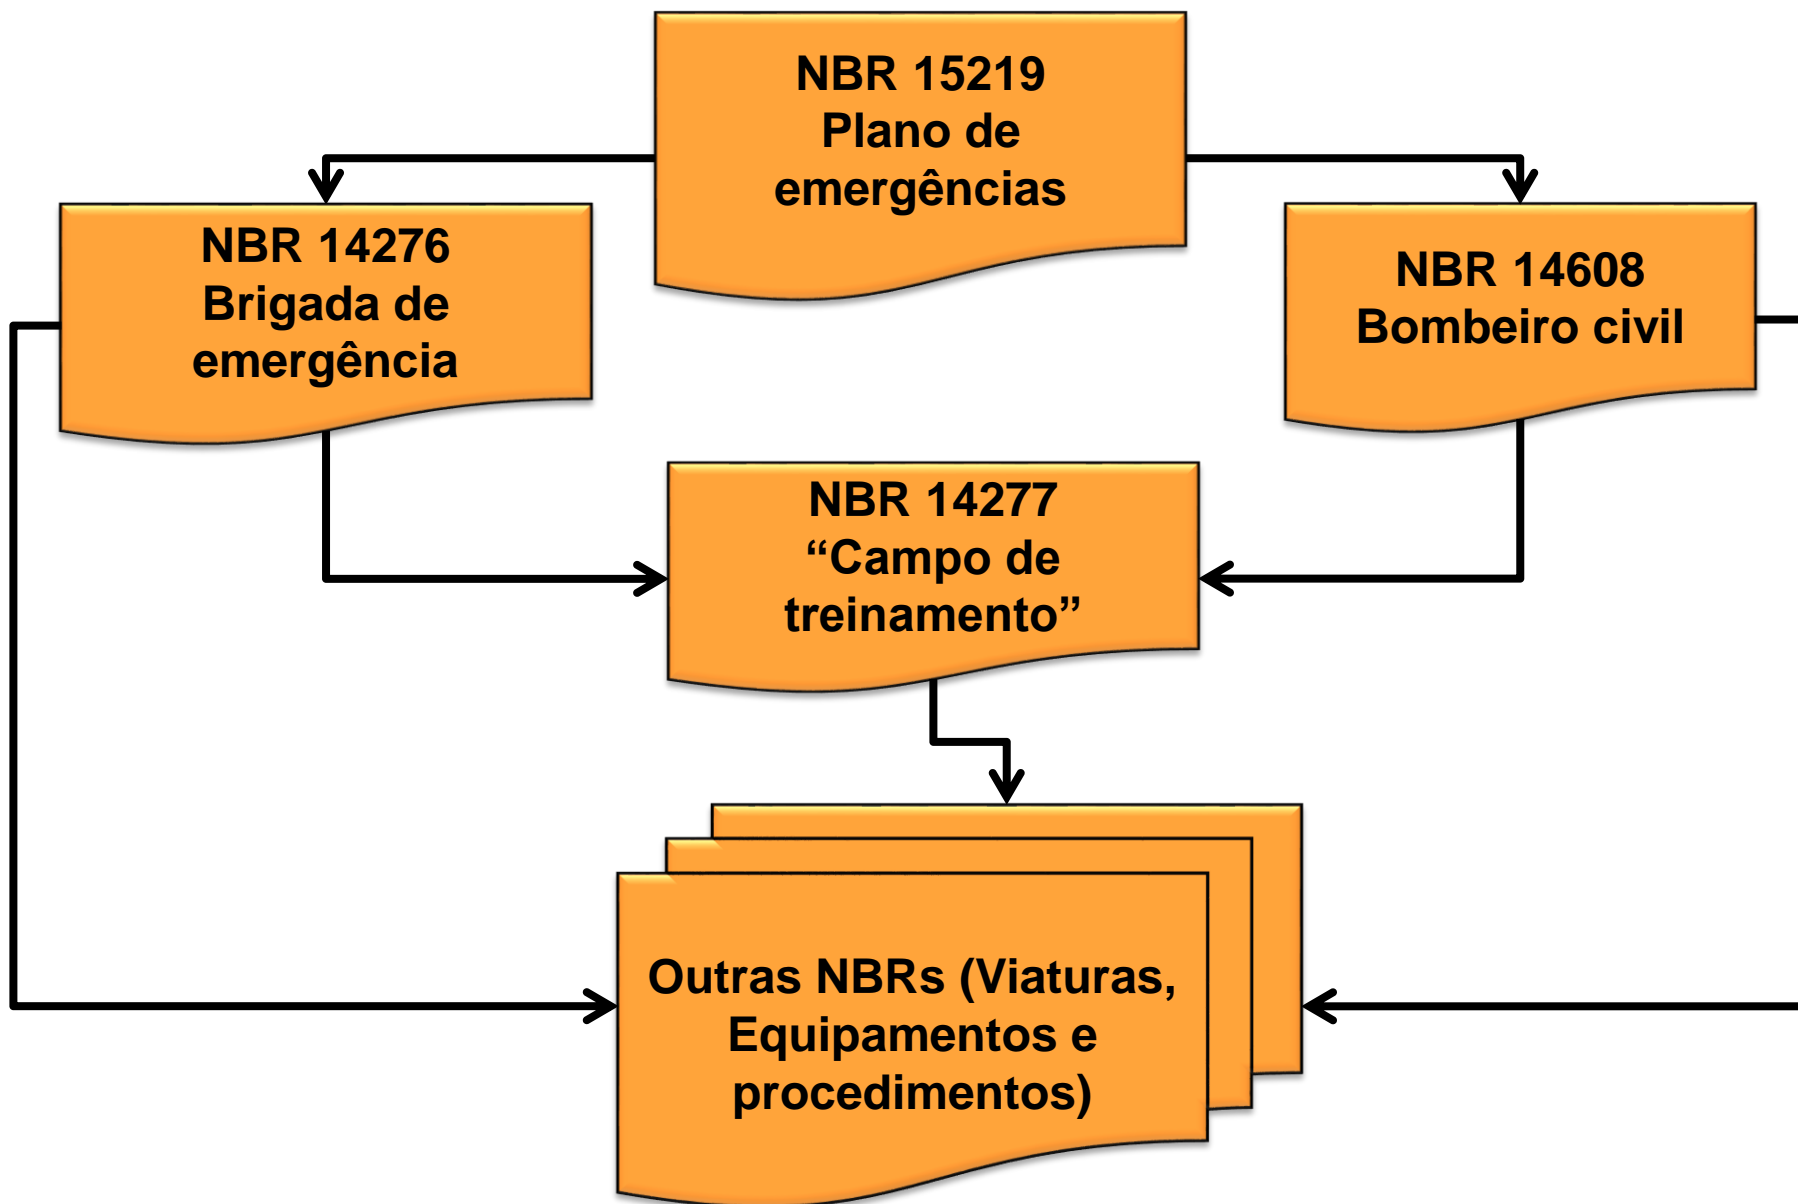 NBR 15219
Plano de
emergências
NBR 14276
Brigada de
emergência
NBR 14608
Bombeiro civil
NBR 14277
“Campo de
treinamento”
Outras NBRs (Viaturas,
Equipamentos e
procedimentos)